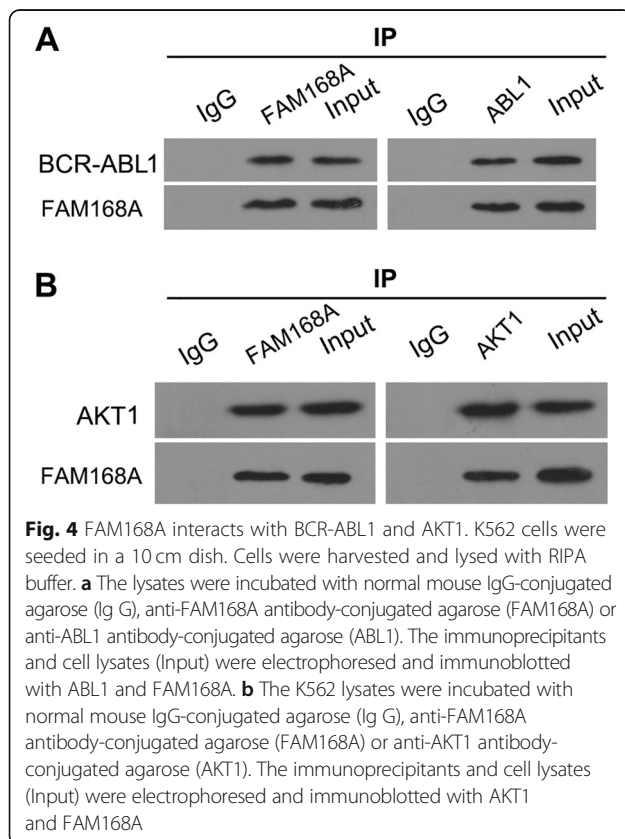 A
IP
IgG FAM168A Input IgG ABL1 Input
BCR-ABL1
FAM168A
B
IP
IgG FAM168A Input IgG AKT1 Input
AKT1
FAM168A
Fig. 4 FAM168A interacts with BCR-ABL1 and AKT1. K562 cells were
seeded in a 10 cm dish. Cells were harvested and lysed with RIPA
buffer. a The lysates were incubated with normal mouse IgG-conjugated
agarose (Ig G), anti-FAM168A antibody-conjugated agarose (FAM168A) or
anti-ABL1 antibody-conjugated agarose (ABL1). The immunoprecipitants
and cell lysates (Input) were electrophoresed and immunoblotted
with ABL1 and FAM168A. b The K562 lysates were incubated with
normal mouse IgG-conjugated agarose (Ig G), anti-FAM168A
antibody-conjugated agarose (FAM168A) or anti-AKT1 antibody-
conjugated agarose (AKT1). The immunoprecipitants and cell lysates
(Input) were electrophoresed and immunoblotted with AKT1
and FAM168A